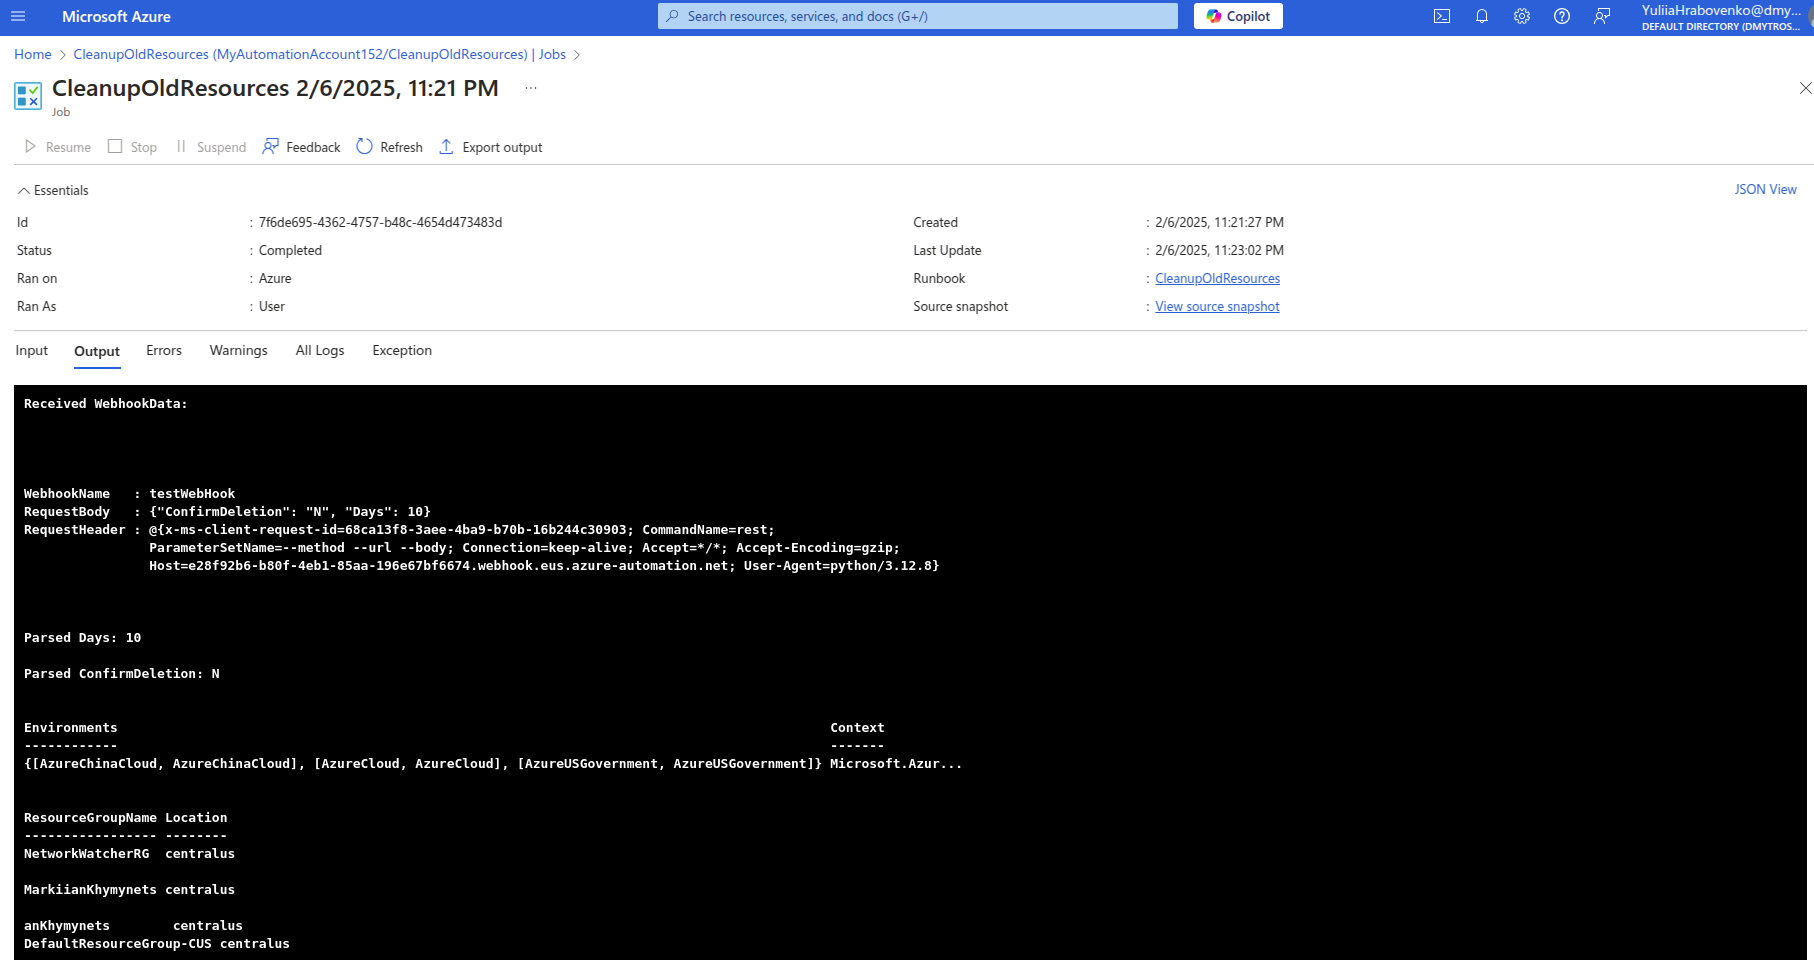 Microsoft Azure
Search resources, services, and docs (G+/)
Copilot
YuliiaHrabovenko@dmy...
DEFAULT DIRECTORY (DMYTROS...
Home > CleanupOldResources (MyAutomationAccount152/CleanupOldResources) | Jobs >
CleanupOldResources 2/6/2025, 11:21 PM ...
Job
Resume Stop Suspend Feedback Refresh Export output
Essentials
JSON View
Id : 7f6de695-4362-4757-b48c-4654d473483d
Created : 2/6/2025, 11:21:27 PM
Status : Completed
Last Update : 2/6/2025, 11:23:02 PM
Ran on : Azure
Runbook : CleanupOldResources
Ran As : User
Source snapshot : View source snapshot
Input Output Errors Warnings All Logs Exception
Received WebhookData:
WebhookName : testWebHook
RequestBody : {"ConfirmDeletion": "N", "Days": 10}
RequestHeader : @{x-ms-client-request-id=68ca13f8-3aee-4ba9-b70b-16b244c30903; CommandName=rest;
ParameterSetName=--method --url --body; Connection=keep-alive; Accept=*/*; Accept-Encoding=gzip;
Host=e28f92b6-b80f-4eb1-85aa-196e67bf6674.webhook.eus.azure-automation.net; User-Agent=python/3.12.8}
Parsed Days: 10
Parsed ConfirmDeletion: N
Environments Context
------------ -------
{[AzureChinaCloud, AzureChinaCloud], [AzureCloud, AzureCloud], [AzureUSGovernment, AzureUSGovernment]} Microsoft.Azur...
ResourceGroupName Location
----------------- --------
NetworkWatcherRG centralus
MarkiianKhymynets centralus
anKhymynets centralus
DefaultResourceGroup-CUS centralus